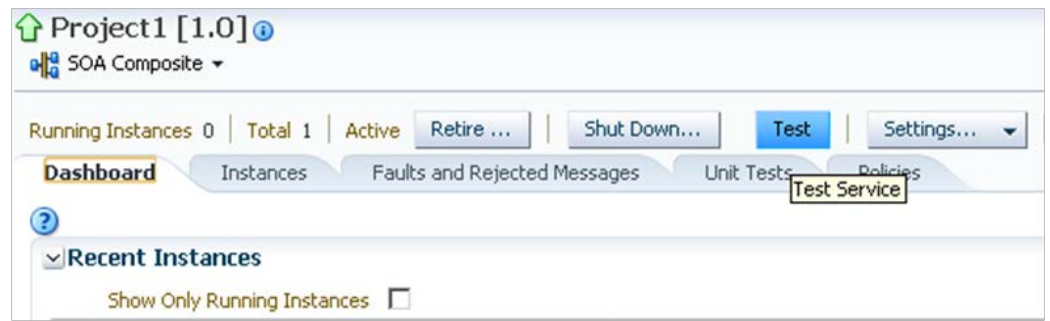 Project1 [1.0]
SOA Composite
Running Instances 0 Total 1 Active Retire ... Shut Down... Test Settings...
Dashboard Instances Faults and Rejected Messages Unit Tests Policies
Test Service
Recent Instances
Show Only Running Instances